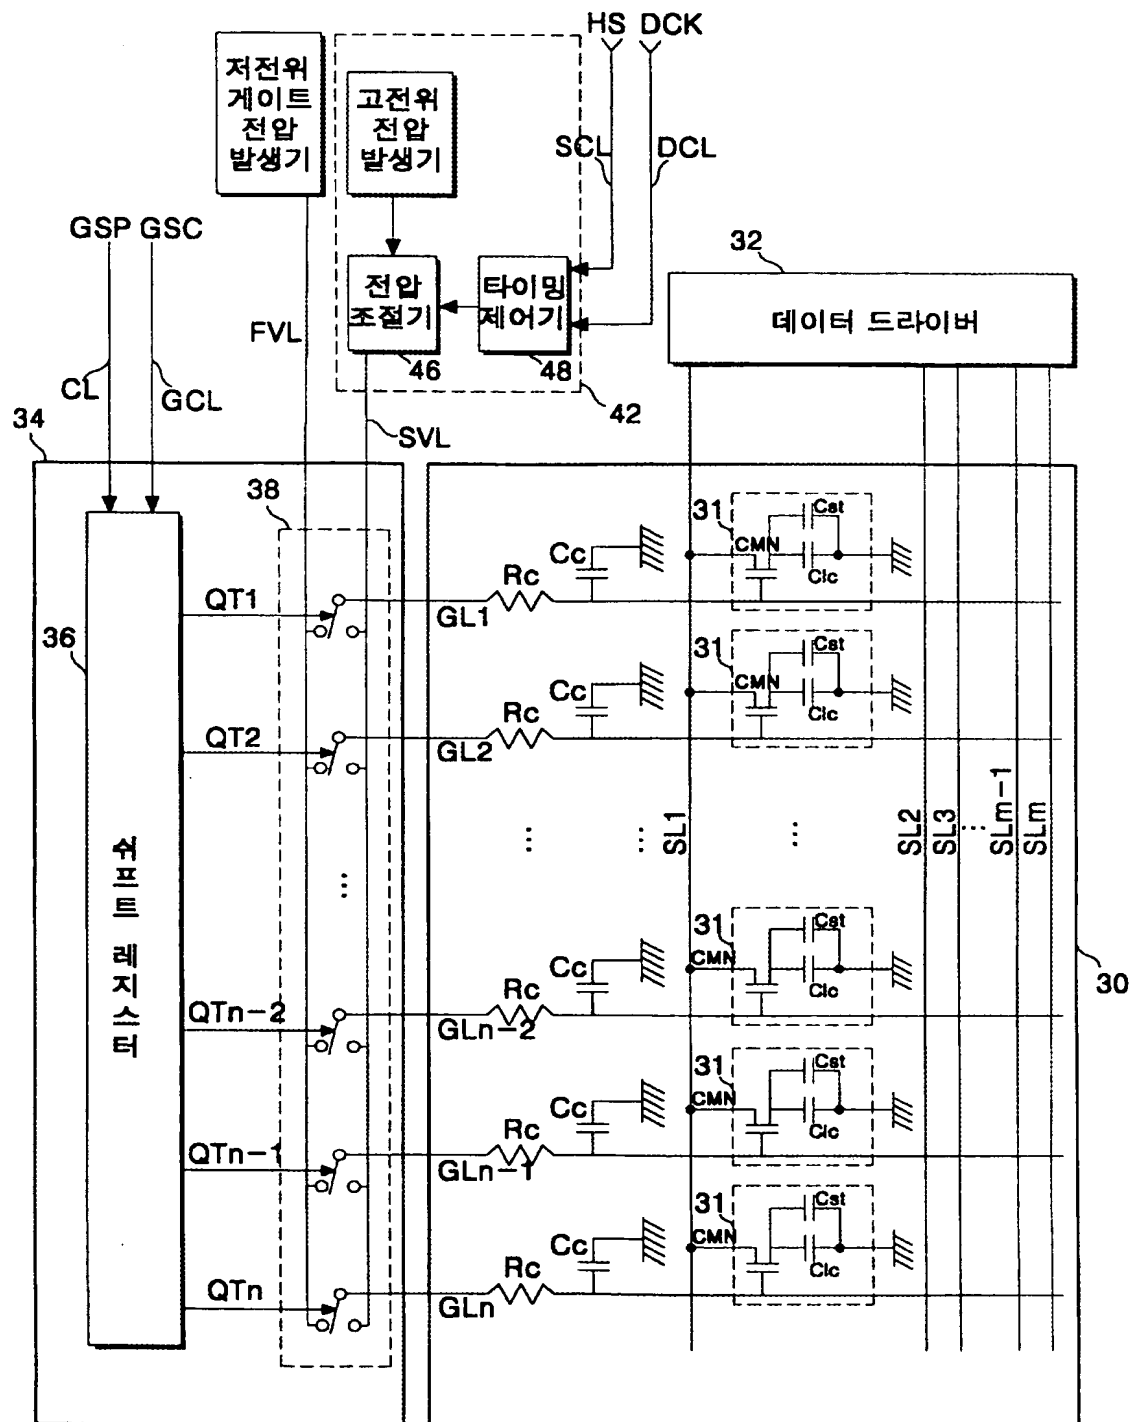 HS DCK
저전위
게이트
전압
발생기
고전위
전압
발생기
SCL
DCL
GSP GSC
32
전압
조절기
타이밍
제어기
데이터 드라이버
FVL
46
48
CL
GCL
42
34
SVL
38
31
Cst
CMN
Cc
Clc
Rc
QT1
GL1
36
31
Cst
CMN
Cc
Clc
Rc
QT2
GL2
쉬프트 레지스터
...
...
...
...
SL1
SL2
SL3
...
SLm-1
SLm
31
Cst
CMN
Cc
Clc
30
Rc
QTn-2
GLn-2
31
Cst
CMN
Cc
Clc
Rc
QTn-1
GLn-1
31
Cst
CMN
Cc
Clc
Rc
QTn
GLn